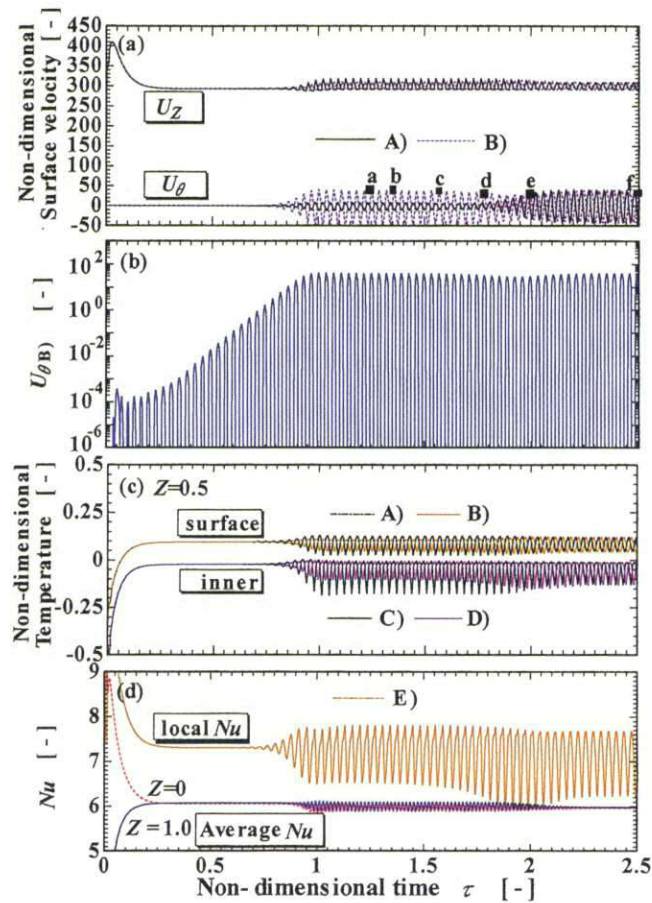 Non-dimensional
Surface velocity [ - ]
450
400
350
300
250
200
150
100
50
0
-50
(a)
U_Z
A)
B)
U_θ
a
b
c
d
e
f
U_θB) [ - ]
10^2
10^0
10^-2
10^-4
10^-6
(b)
Non-dimensional
Temperature [ - ]
0.5
0.25
0
-0.25
-0.5
(c) Z=0.5
surface
A)
B)
inner
C)
D)
Nu [ - ]
9
8
7
6
5
(d)
E)
local Nu
Z=0
Z=1.0
Average Nu
0
0.5
1
1.5
2
2.5
Non-dimensional time τ [ - ]